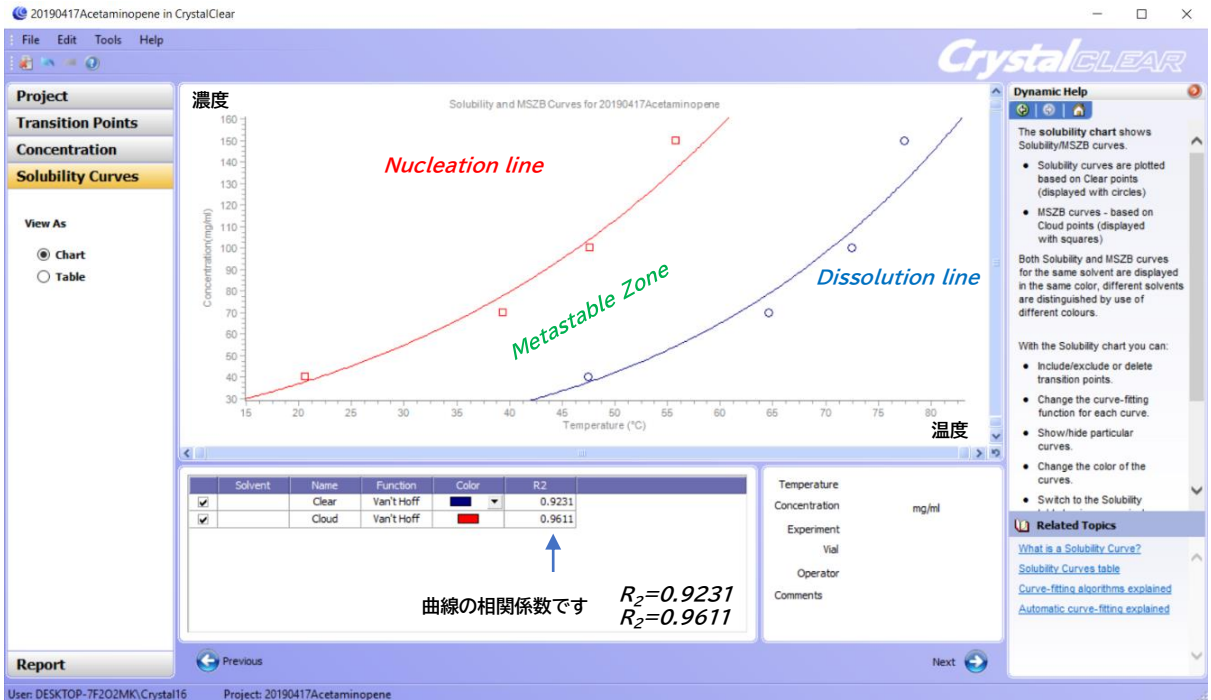 20190417Acetaminopene in CrystalClear
File Edit Tools Help
CrystalCLEAR
Project
Transition Points
Concentration
Solubility Curves
View As
Chart
Table
Report
濃度
Solubility and MSZB Curves for 20190417Acetaminopene
160
150
140
130
120
110
100
90
80
70
60
50
40
30
Concentration(mg/ml)
Nucleation line
Metastable Zone
Dissolution line
15 20 25 30 35 40 45 50 55 60 65 70 75 80
Temperature (°C)
温度
Solvent Name Function Color R2
Clear Van't Hoff 0.9231
Cloud Van't Hoff 0.9611
曲線の相関係数です
R2=0.9231
R2=0.9611
Temperature
Concentration mg/ml
Experiment
Vial
Operator
Comments
Previous
Next
Dynamic Help
The solubility chart shows
Solubility/MSZB curves.
• Solubility curves are plotted
based on Clear points
(displayed with circles)
• MSZB curves - based on
Cloud points (displayed
with squares)
Both Solubility and MSZB curves
for the same solvent are displayed
in the same color, different solvents
are distinguished by use of
different colours.
With the Solubility chart you can:
• Include/exclude or delete
transition points.
• Change the curve-fitting
function for each curve.
• Show/hide particular
curves.
• Change the color of the
curves.
• Switch to the Solubility
Related Topics
What is a Solubility Curve?
Solubility Curves table
Curve-fitting algorithms explained
Automatic curve-fitting explained
User: DESKTOP-7F2O2MK\Crystal16 Project: 20190417Acetaminopene